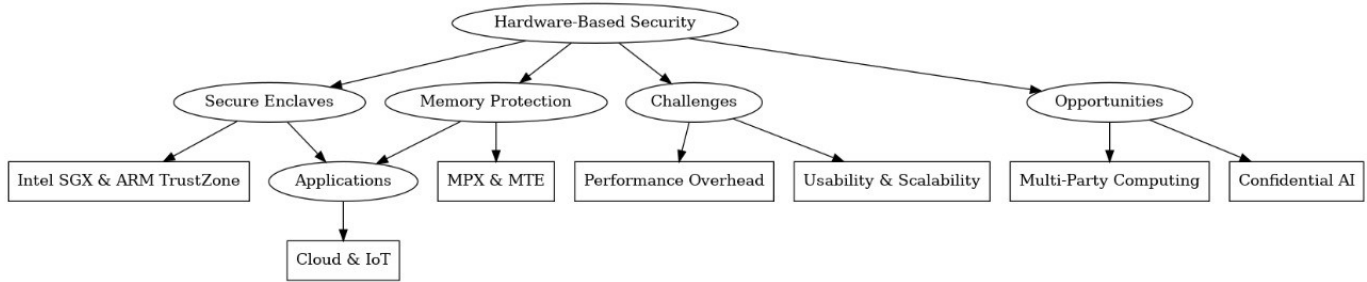 Hardware-Based Security
Secure Enclaves
Memory Protection
Challenges
Opportunities
Intel SGX & ARM TrustZone
Applications
MPX & MTE
Performance Overhead
Usability & Scalability
Multi-Party Computing
Confidential AI
Cloud & IoT